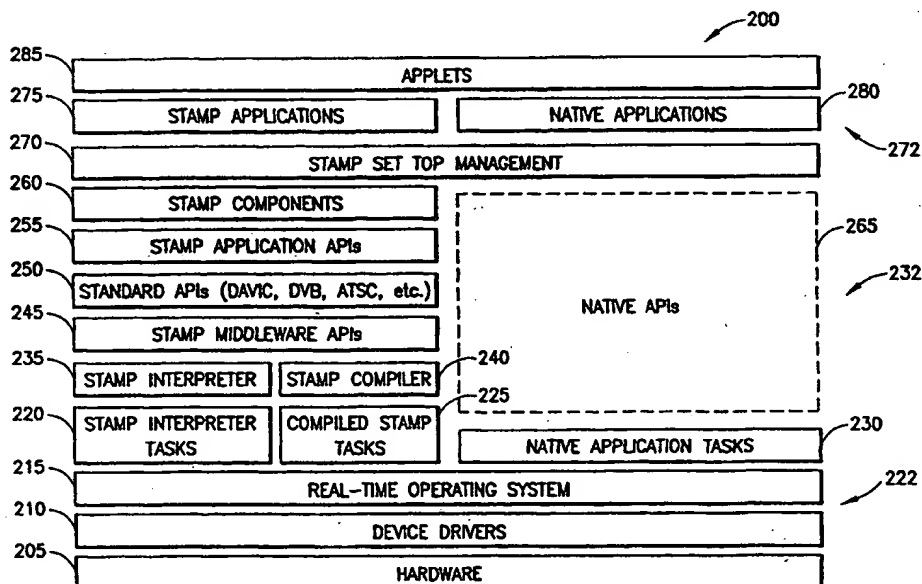 200
285
APPLETS
275
STAMP APPLICATIONS
NATIVE APPLICATIONS
280
272
270
STAMP SET TOP MANAGEMENT
260
STAMP COMPONENTS
265
255
STAMP APPLICATION APIs
250
STANDARD APIs (DAVIC, DVB, ATSC, etc.)
NATIVE APIs
232
245
STAMP MIDDLEWARE APIs
235
STAMP INTERPRETER
STAMP COMPILER
240
220
STAMP INTERPRETER
TASKS
COMPILED STAMP
TASKS
225
NATIVE APPLICATION TASKS
230
215
REAL-TIME OPERATING SYSTEM
222
210
DEVICE DRIVERS
205
HARDWARE